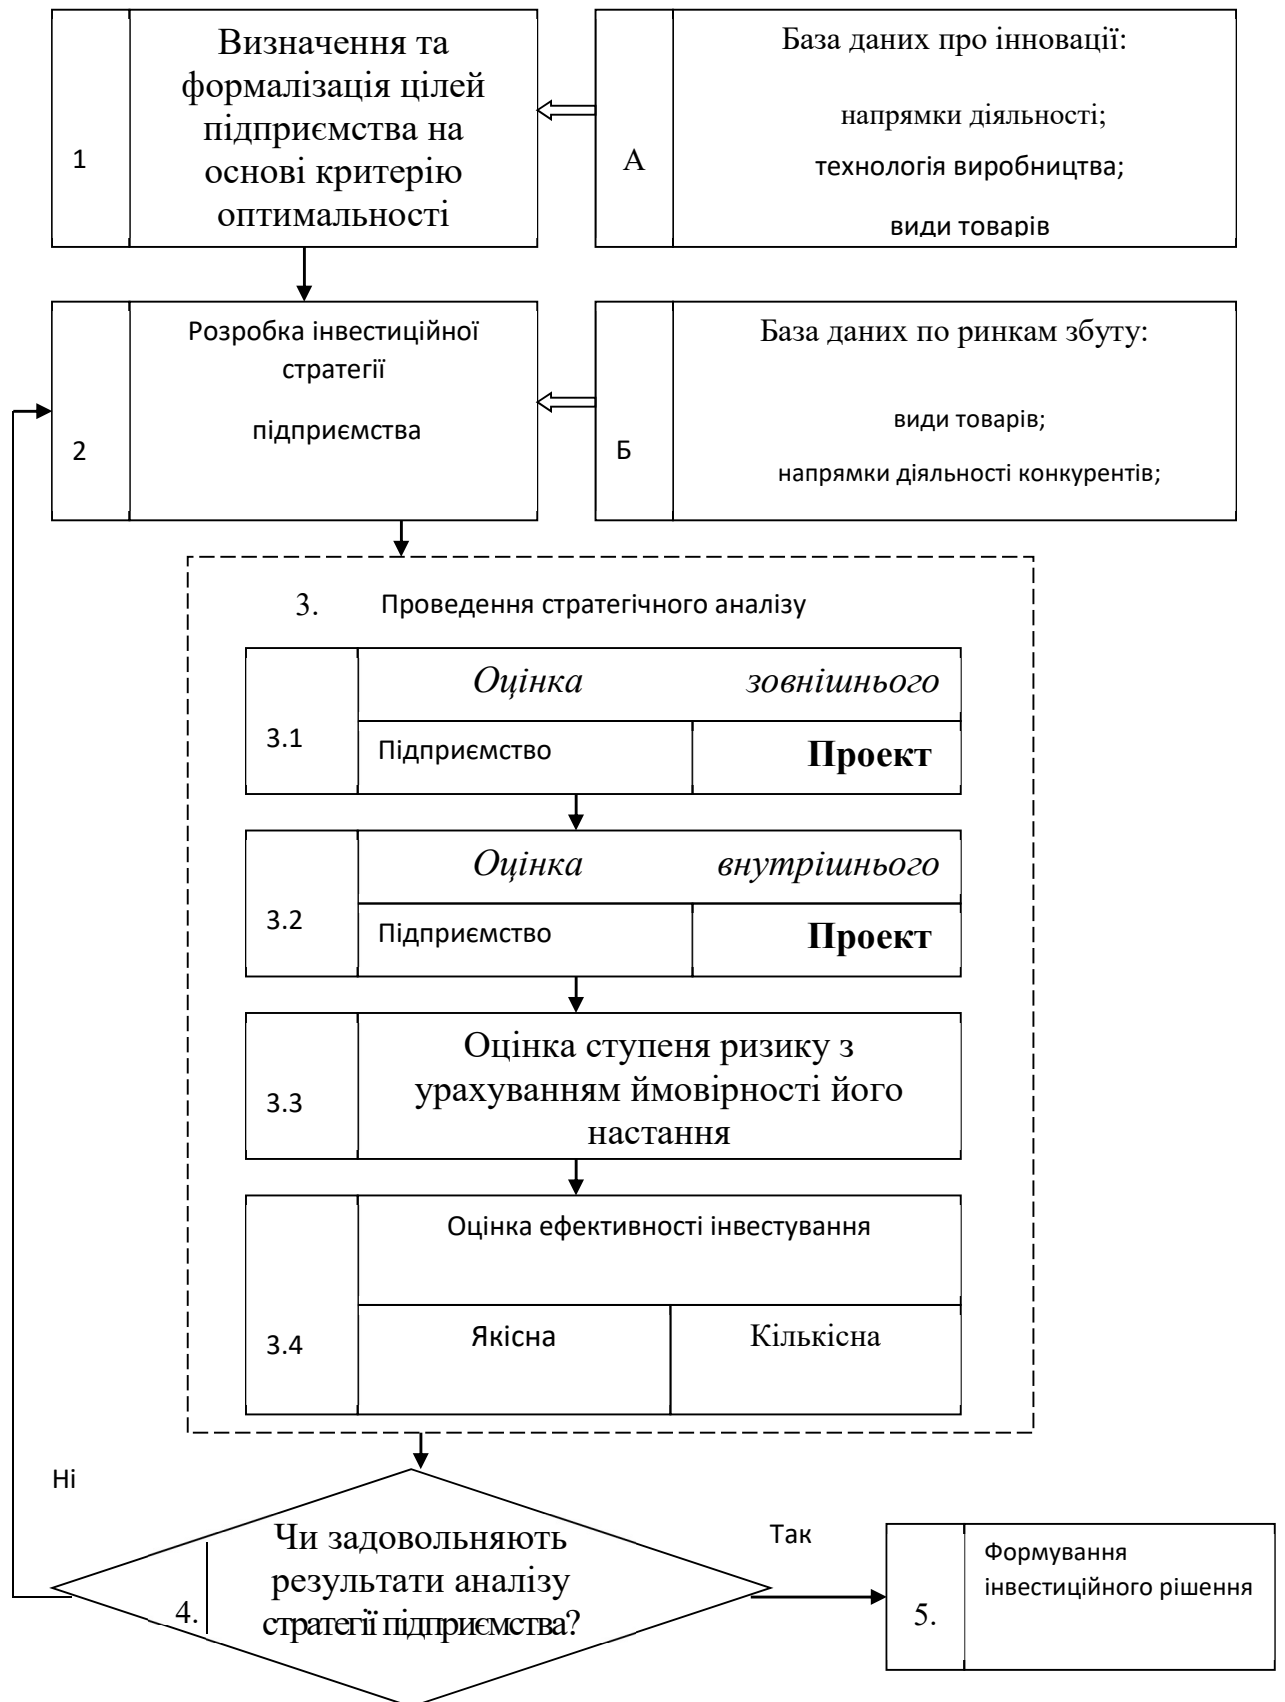 1
Визначення та
формалізація цілей
підприємства на
основі критерію
оптимальності
А
База даних про інновації:
напрямки діяльності;
технологія виробництва;
види товарів
2
Розробка інвестиційної
стратегії
підприємства
Б
База даних по ринкам збуту:
види товарів;
напрямки діяльності конкурентів;
3. Проведення стратегічного аналізу
3.1
Оцінка зовнішнього
Підприємство
Проект
3.2
Оцінка внутрішнього
Підприємство
Проект
3.3
Оцінка ступеня ризику з
урахуванням ймовірності його
настання
3.4
Оцінка ефективності інвестування
Якісна
Кількісна
Ні
4.
Чи задовольняють
результати аналізу
стратегії підприємства?
Так
5.
Формування
інвестиційного рішення